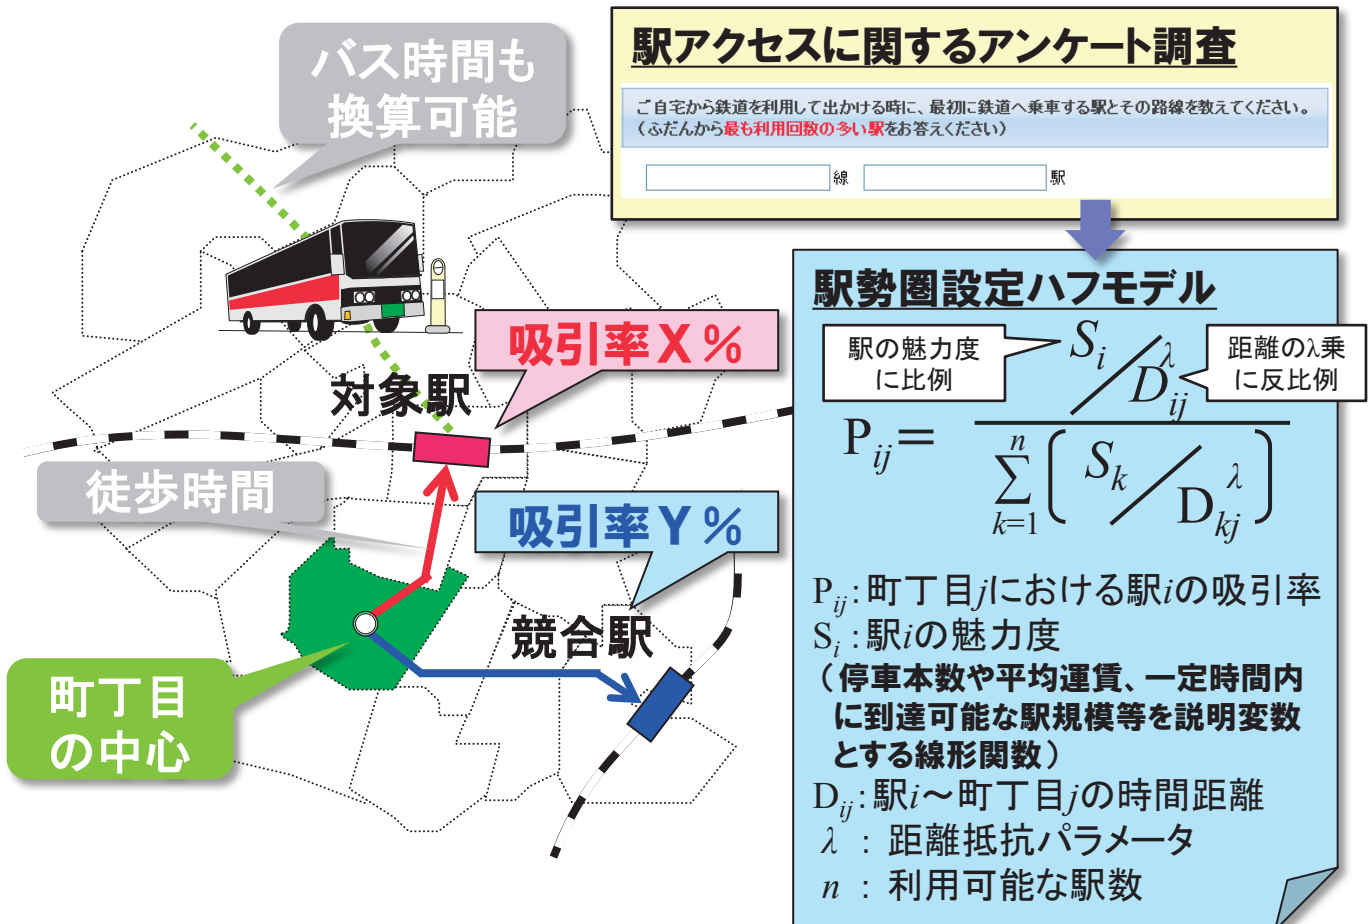 バス時間も
換算可能
駅アクセスに関するアンケート調査
ご自宅から鉄道を利用して出かける時に、最初に鉄道へ乗車する駅とその路線を教えてください。
（ふだんから最も利用回数の多い駅をお答えください）
線 駅
駅勢圏設定ハフモデル
駅の魅力度
に比例
距離のλ乗
に反比例
P_{ij} = \frac{S_i / D_{ij}^λ}{\sum_{k=1}^{n} ( S_k / D_{kj}^λ )}
吸引率X％
対象駅
徒歩時間
吸引率Y％
競合駅
町丁目
の中心
P_{ij}：町丁目jにおける駅iの吸引率
S_i：駅iの魅力度
（停車本数や平均運賃、一定時間内
に到達可能な駅規模等を説明変数
とする線形関数）
D_{ij}：駅i～町丁目jの時間距離
λ ： 距離抵抗パラメータ
n ： 利用可能な駅数